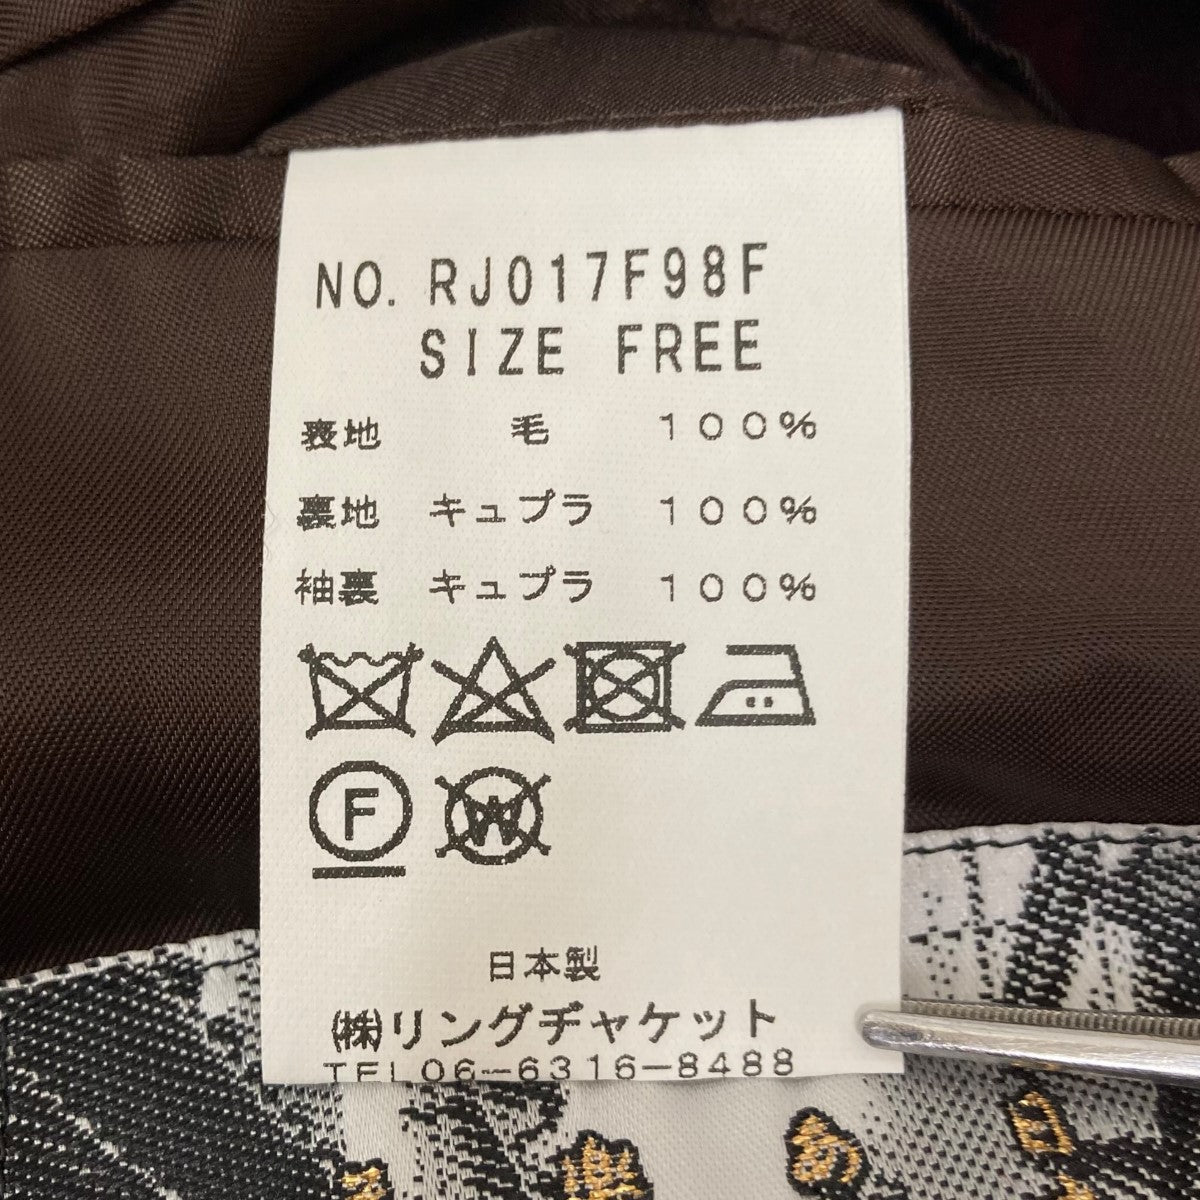 NO. RJ017F98F
SIZE FREE
表地 毛 100%
裏地 キュプラ 100%
袖裏 キュプラ 100%
F
W
日本製
㈱リングヂャケット
TEL06-6316-8488